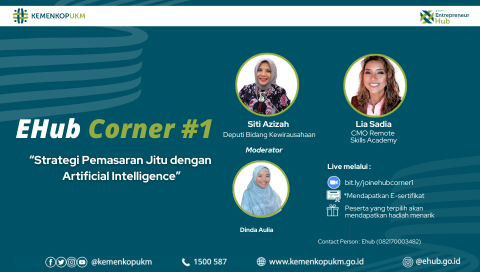 KEMENKOPUKM
Entrepreneur
Hub
EHub Corner #1
“Strategi Pemasaran Jitu dengan
Artificial Intelligence”
Siti Azizah
Deputi Bidang Kewirausahaan
Lia Sadia
CMO Remote
Skills Academy
Moderator
Dinda Aulia
Live melalui :
bit.ly/joinehubcorner1
*Mendapatkan E-sertifikat
Peserta yang terpilih akan
mendapatkan hadiah menarik
Contact Person : Ehub (082170003482)
@kemenkopukm
1500 587
www.kemenkopukm.go.id
@ehub.go.id